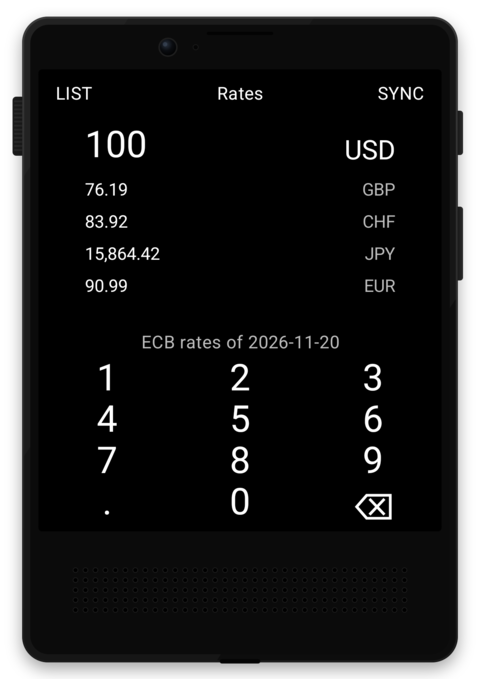 LIST Rates SYNC
100 USD
76.19 GBP
83.92 CHF
15,864.42 JPY
90.99 EUR
ECB rates of 2026-11-20
1 2 3
4 5 6
7 8 9
. 0